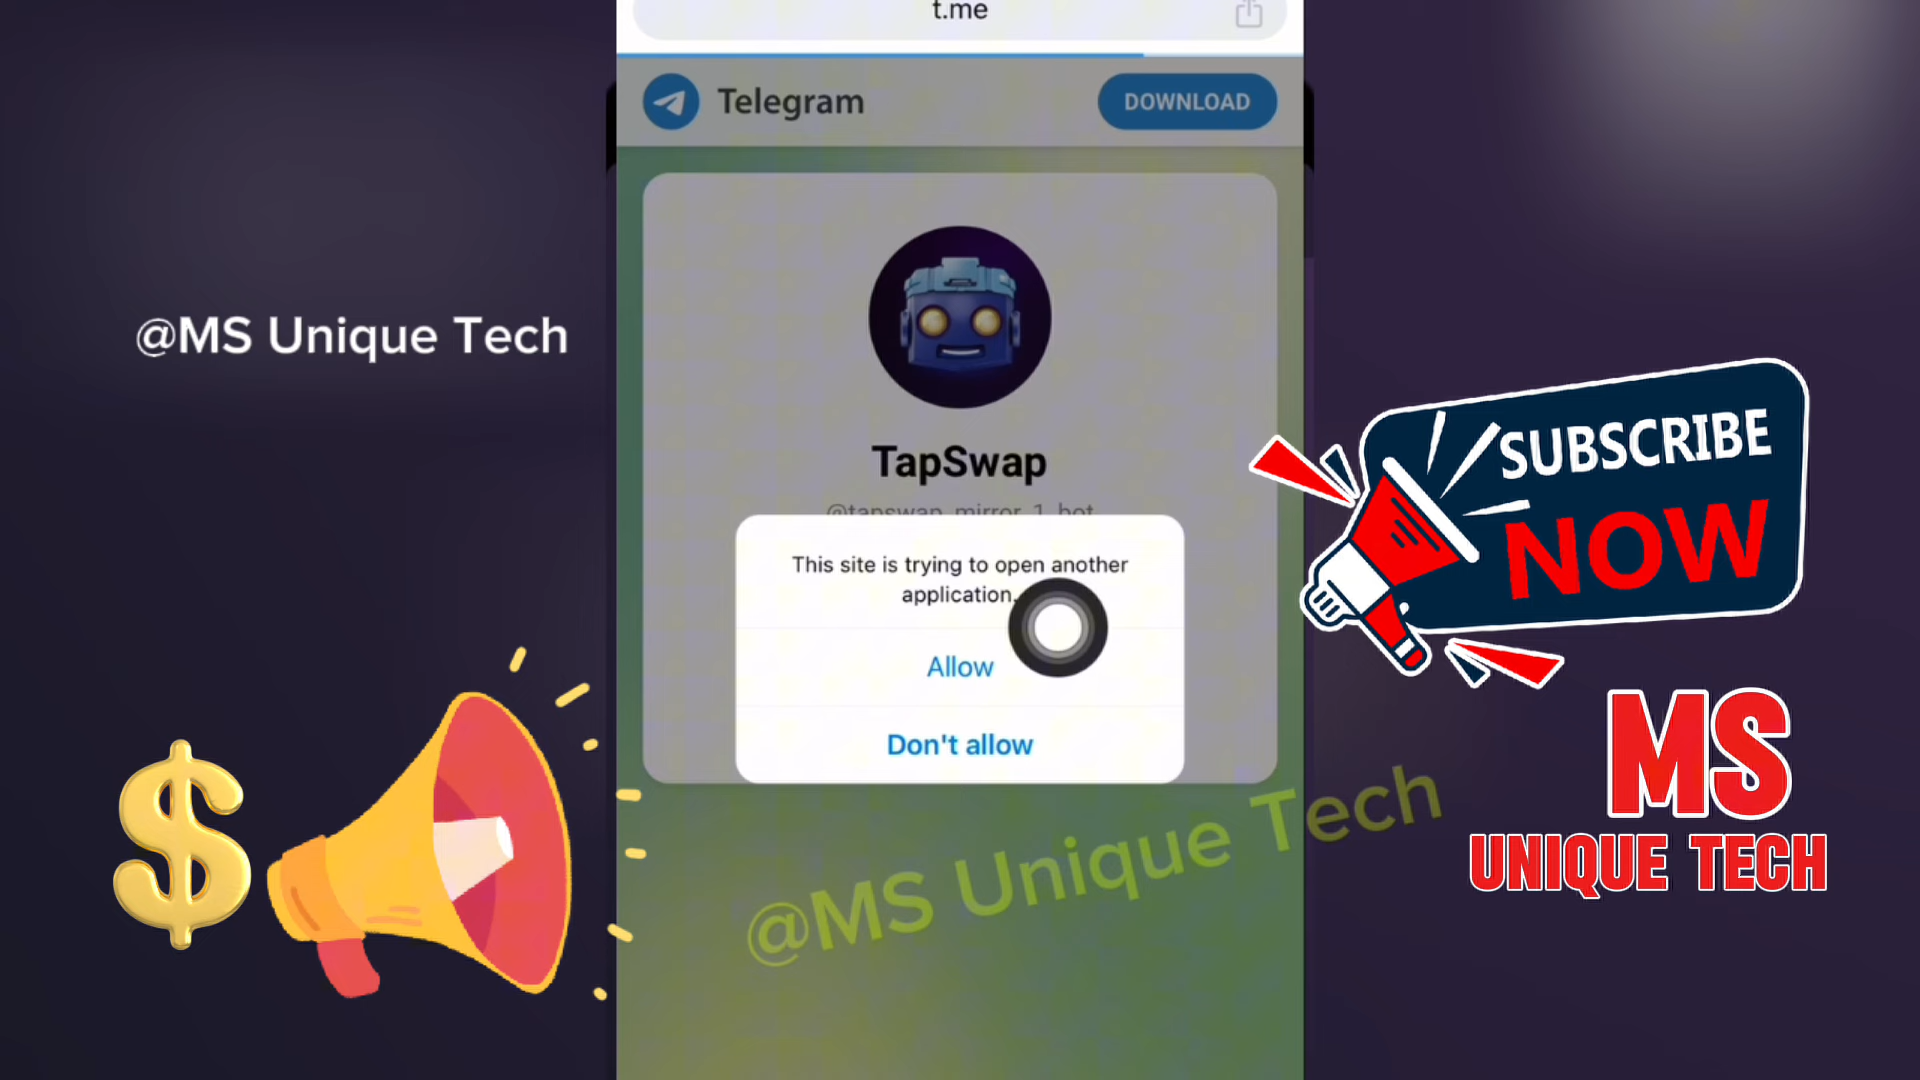 t.me
Telegram
DOWNLOAD
@MS Unique Tech
TapSwap
@tapswap_mirror_1_bot
This site is trying to open another
application.
Allow
Don't allow
SUBSCRIBE
NOW
MS
UNIQUE TECH
@MS Unique Tech
$